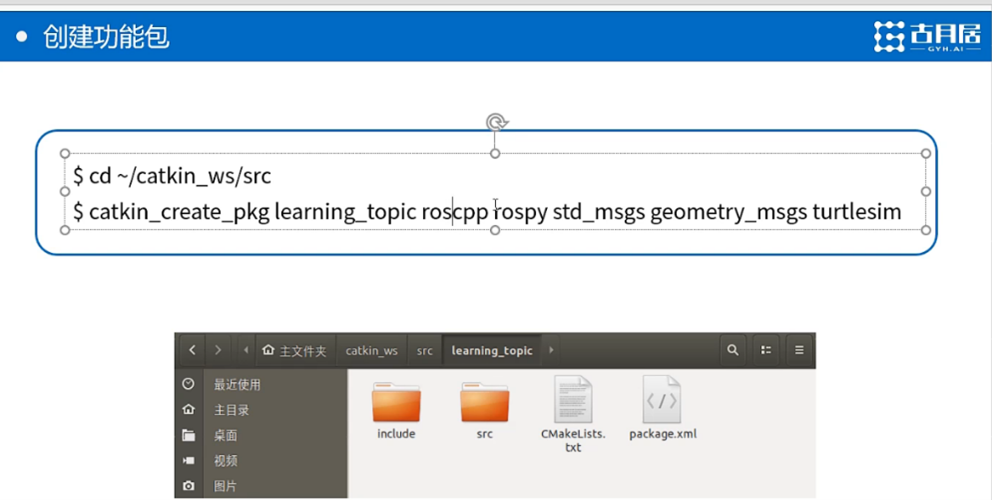 创建功能包
古月居
GYH.AI
$ cd ~/catkin_ws/src
$ catkin_create_pkg learning_topic roscpp rospy std_msgs geometry_msgs turtlesim
主文件夹 catkin_ws src learning_topic
最近使用
主目录
桌面
视频
图片
include src CMakeLists.txt package.xml